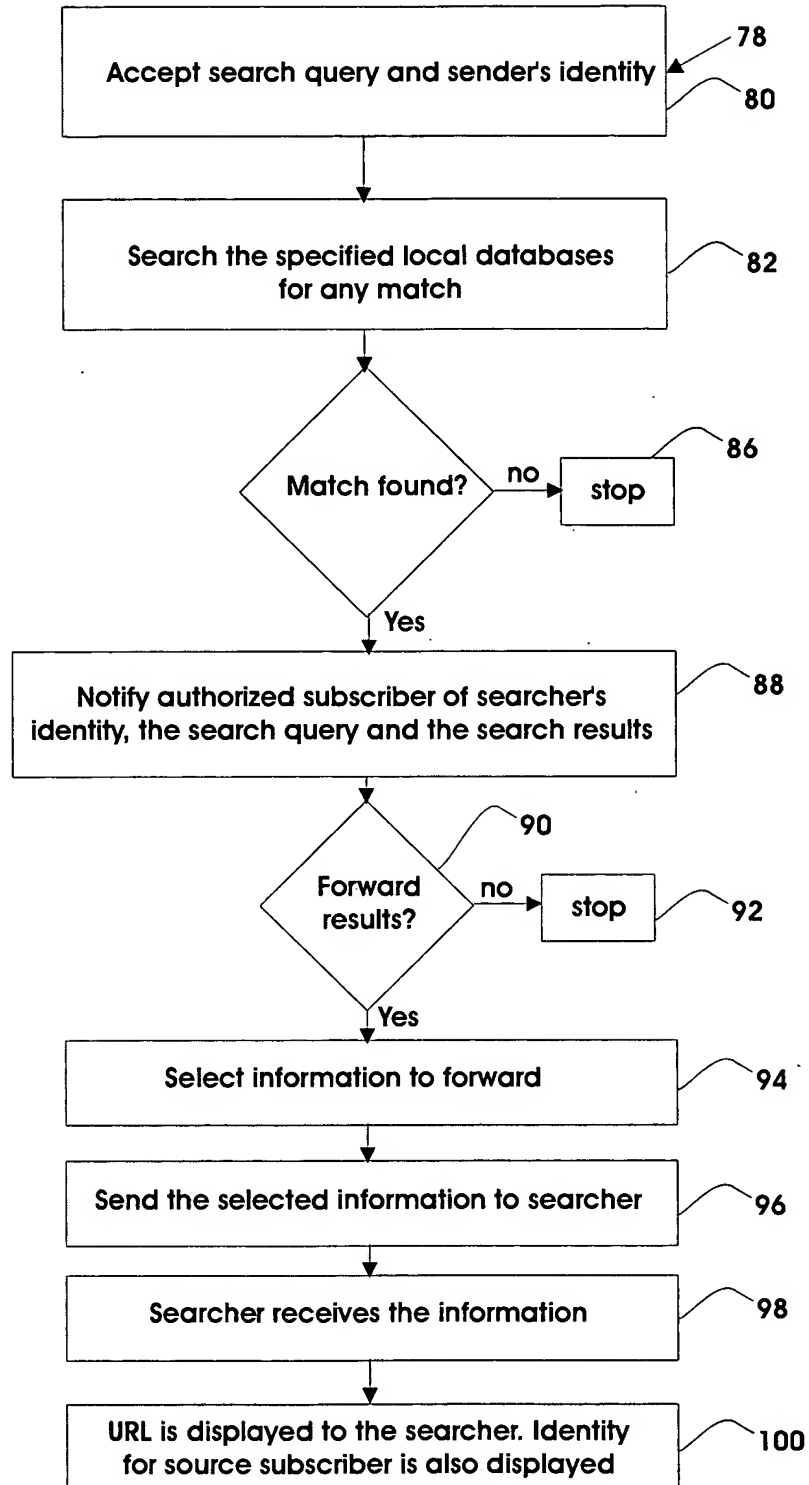 Accept search query and sender's identity
78
80
Search the specified local databases
for any match
82
Match found?
no
stop
86
Yes
Notify authorized subscriber of searcher's
identity, the search query and the search results
88
90
Forward
results?
no
stop
92
Yes
Select information to forward
94
Send the selected information to searcher
96
Searcher receives the information
98
URL is displayed to the searcher. Identity
for source subscriber is also displayed
100